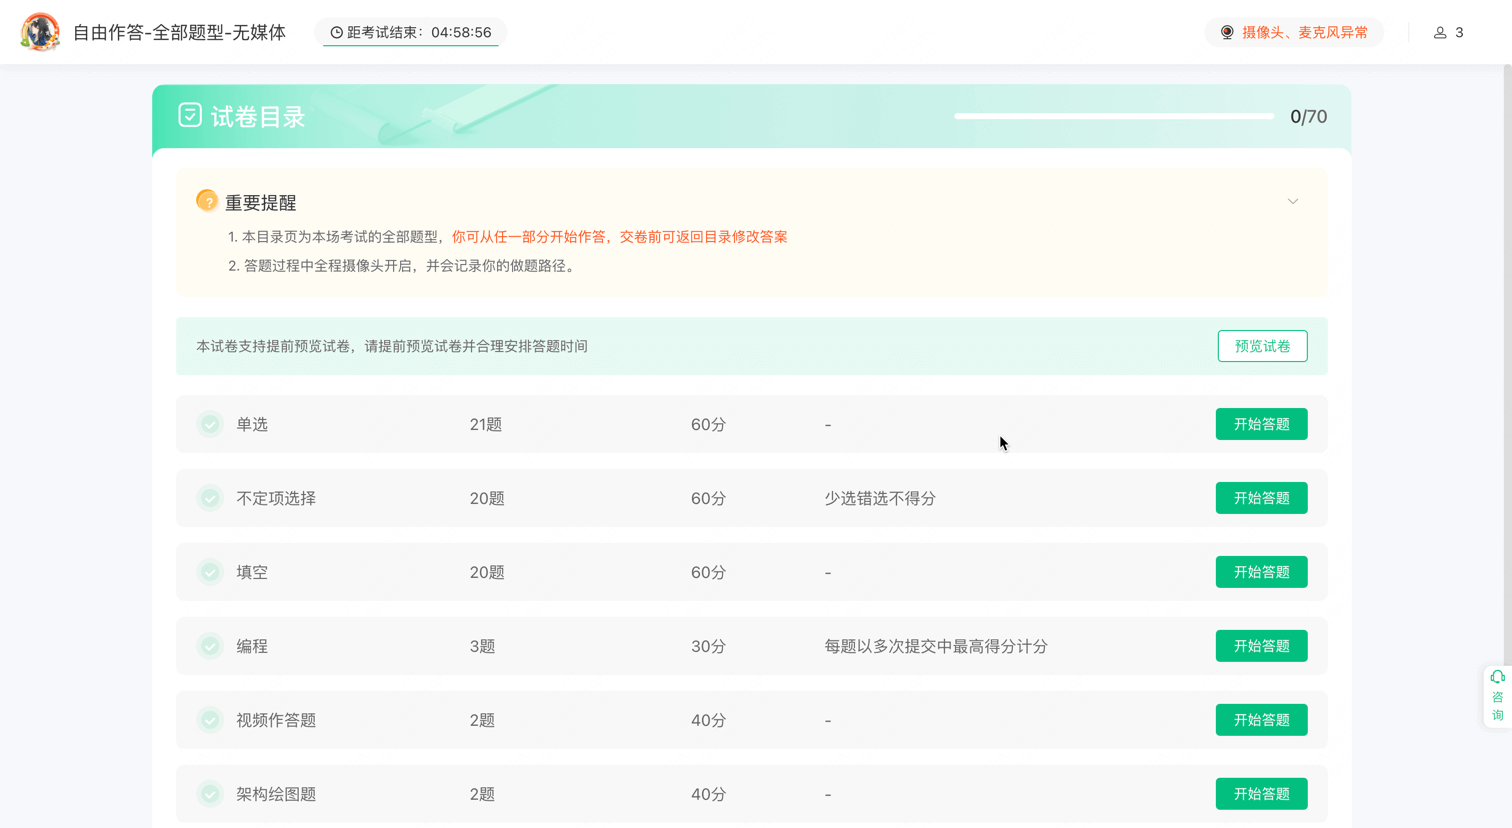 自由作答-全部题型-无媒体
距考试结束：04:58:56
摄像头、麦克风异常
3
试卷目录
0/70
重要提醒
1. 本目录页为本场考试的全部题型，你可从任一部分开始作答，交卷前可返回目录修改答案
2. 答题过程中全程摄像头开启，并会记录你的做题路径。
本试卷支持提前预览试卷，请提前预览试卷并合理安排答题时间
预览试卷
单选 21题 60分 - 开始答题
不定项选择 20题 60分 少选错选不得分 开始答题
填空 20题 60分 - 开始答题
编程 3题 30分 每题以多次提交中最高得分计分 开始答题
视频作答题 2题 40分 - 开始答题
架构绘图题 2题 40分 - 开始答题
咨
询